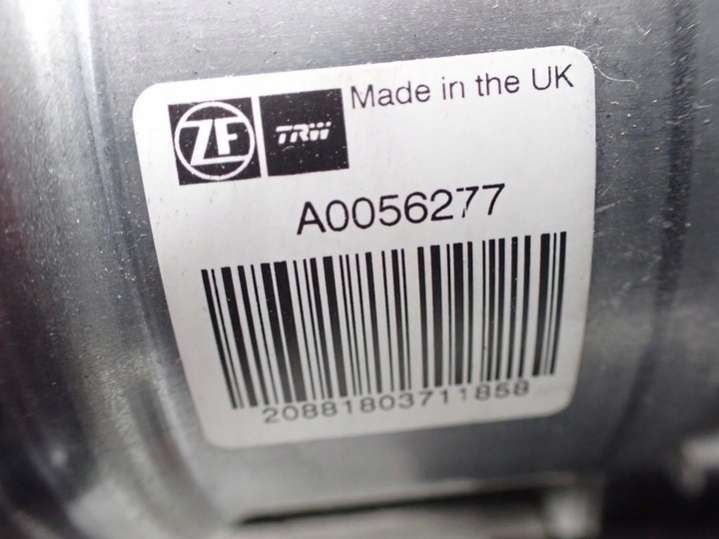 ZF TRW Made in the UK
A0056277
20881803711858